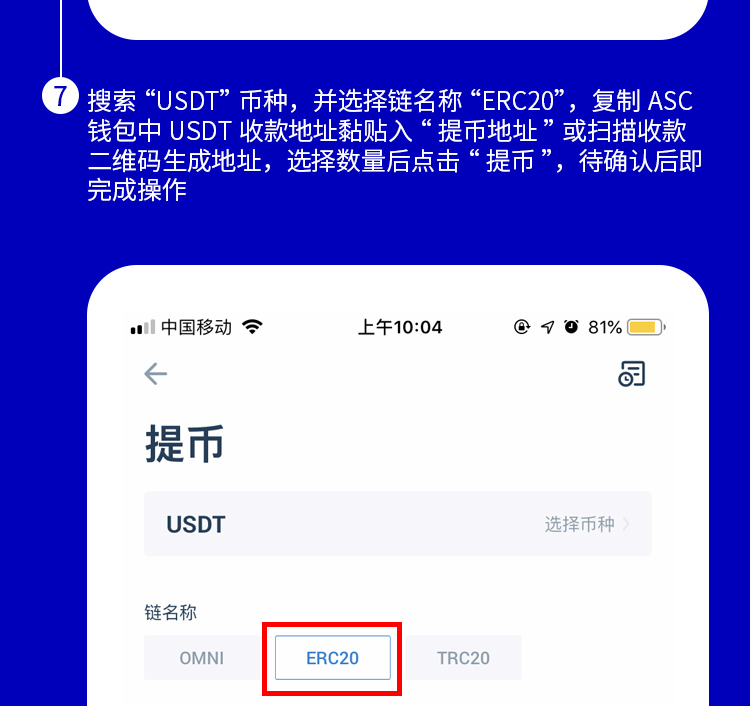 7
搜索“USDT”币种，并选择链名称“ERC20”，复制 ASC
钱包中 USDT 收款地址黏贴入“提币地址”或扫描收款
二维码生成地址，选择数量后点击“提币”，待确认后即
完成操作
中国移动 上午10:04 81%
提币
USDT 选择币种
链名称
OMNI ERC20 TRC20